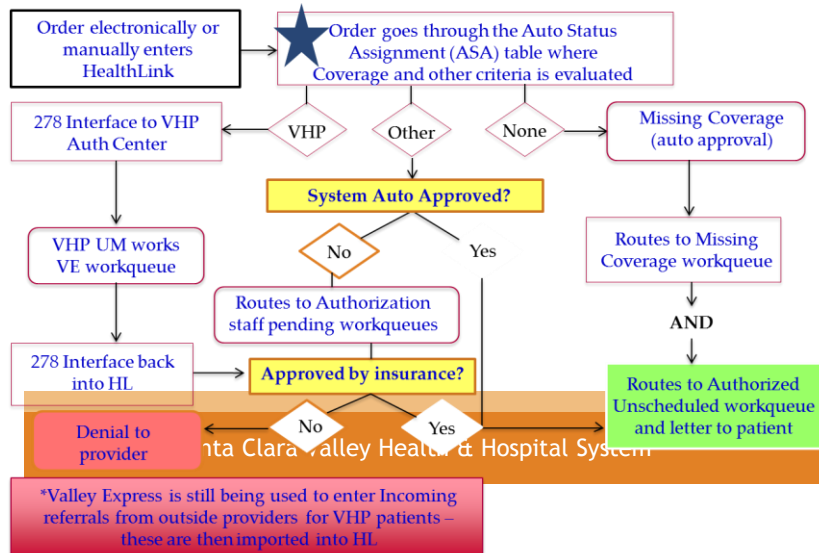 Order electronically or
manually enters
HealthLink
Order goes through the Auto Status
Assignment (ASA) table where
Coverage and other criteria is evaluated
278 Interface to VHP
Auth Center
VHP
Other
None
Missing Coverage
(auto approval)
System Auto Approved?
VHP UM works
VE workqueue
No
Yes
Routes to Missing
Coverage workqueue
Routes to Authorization
staff pending workqueues
AND
278 Interface back
into HL
Approved by insurance?
Routes to Authorized
Unscheduled workqueue
and letter to patient
Denial to
provider
No
Yes
nta Clara Valley Health & Hospital System
*Valley Express is still being used to enter Incoming
referrals from outside providers for VHP patients –
these are then imported into HL